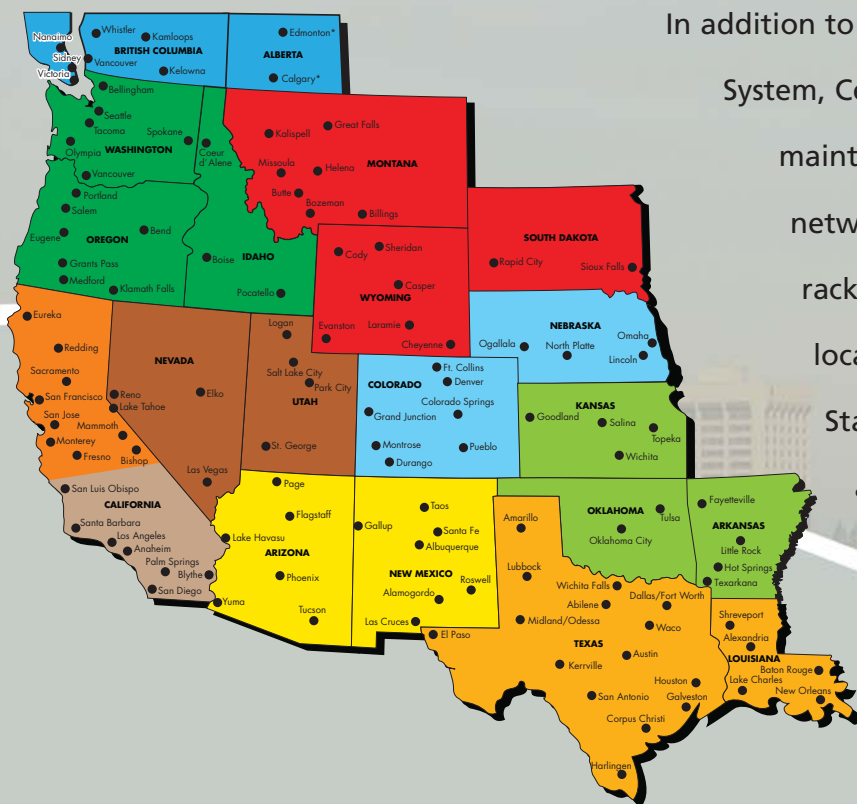 In addition to
System, Co
maint
netw
rack
loca
Sta
Nanaimo
Sidney
Victoria
Whistler
Kamloops
BRITISH COLUMBIA
Vancouver
Kelowna
Edmonton*
ALBERTA
Calgary*
Bellingham
Seattle
Tacoma
Spokane
Olympia
WASHINGTON
Vancouver
Coeur
d'Alene
Kalispell
Great Falls
Missoula
Helena
MONTANA
Butte
Bozeman
Billings
Portland
Salem
Eugene
OREGON
Bend
Grants Pass
Medford
Klamath Falls
Boise
IDAHO
Pocatello
Cody
Sheridan
Casper
WYOMING
Evanston
Laramie
Cheyenne
SOUTH DAKOTA
Rapid City
Sioux Falls
NEBRASKA
Ogallala
North Platte
Omaha
Lincoln
Eureka
Redding
Sacramento
San Francisco
San Jose
Mammoth
Monterey
Fresno
Bishop
NEVADA
Reno
Lake Tahoe
Elko
Las Vegas
Logan
Salt Lake City
Park City
UTAH
St. George
Ft. Collins
COLORADO
Denver
Colorado Springs
Grand Junction
Montrose
Pueblo
Durango
KANSAS
Goodland
Salina
Topeka
Wichita
San Luis Obispo
CALIFORNIA
Santa Barbara
Los Angeles
Anaheim
Palm Springs
Blythe
San Diego
Page
Flagstaff
Lake Havasu
ARIZONA
Phoenix
Yuma
Tucson
Taos
Gallup
Santa Fe
Albuquerque
NEW MEXICO
Roswell
Alamogordo
Las Cruces
OKLAHOMA
Tulsa
Oklahoma City
Fayetteville
ARKANSAS
Little Rock
Hot Springs
Texarkana
Amarillo
Lubbock
Wichita Falls
Dallas/Fort Worth
Abilene
Midland/Odessa
Waco
El Paso
TEXAS
Austin
Kerrville
Houston
San Antonio
Galveston
Corpus Christi
Harlingen
Shreveport
Alexandria
LOUISIANA
Baton Rouge
Lake Charles
New Orleans